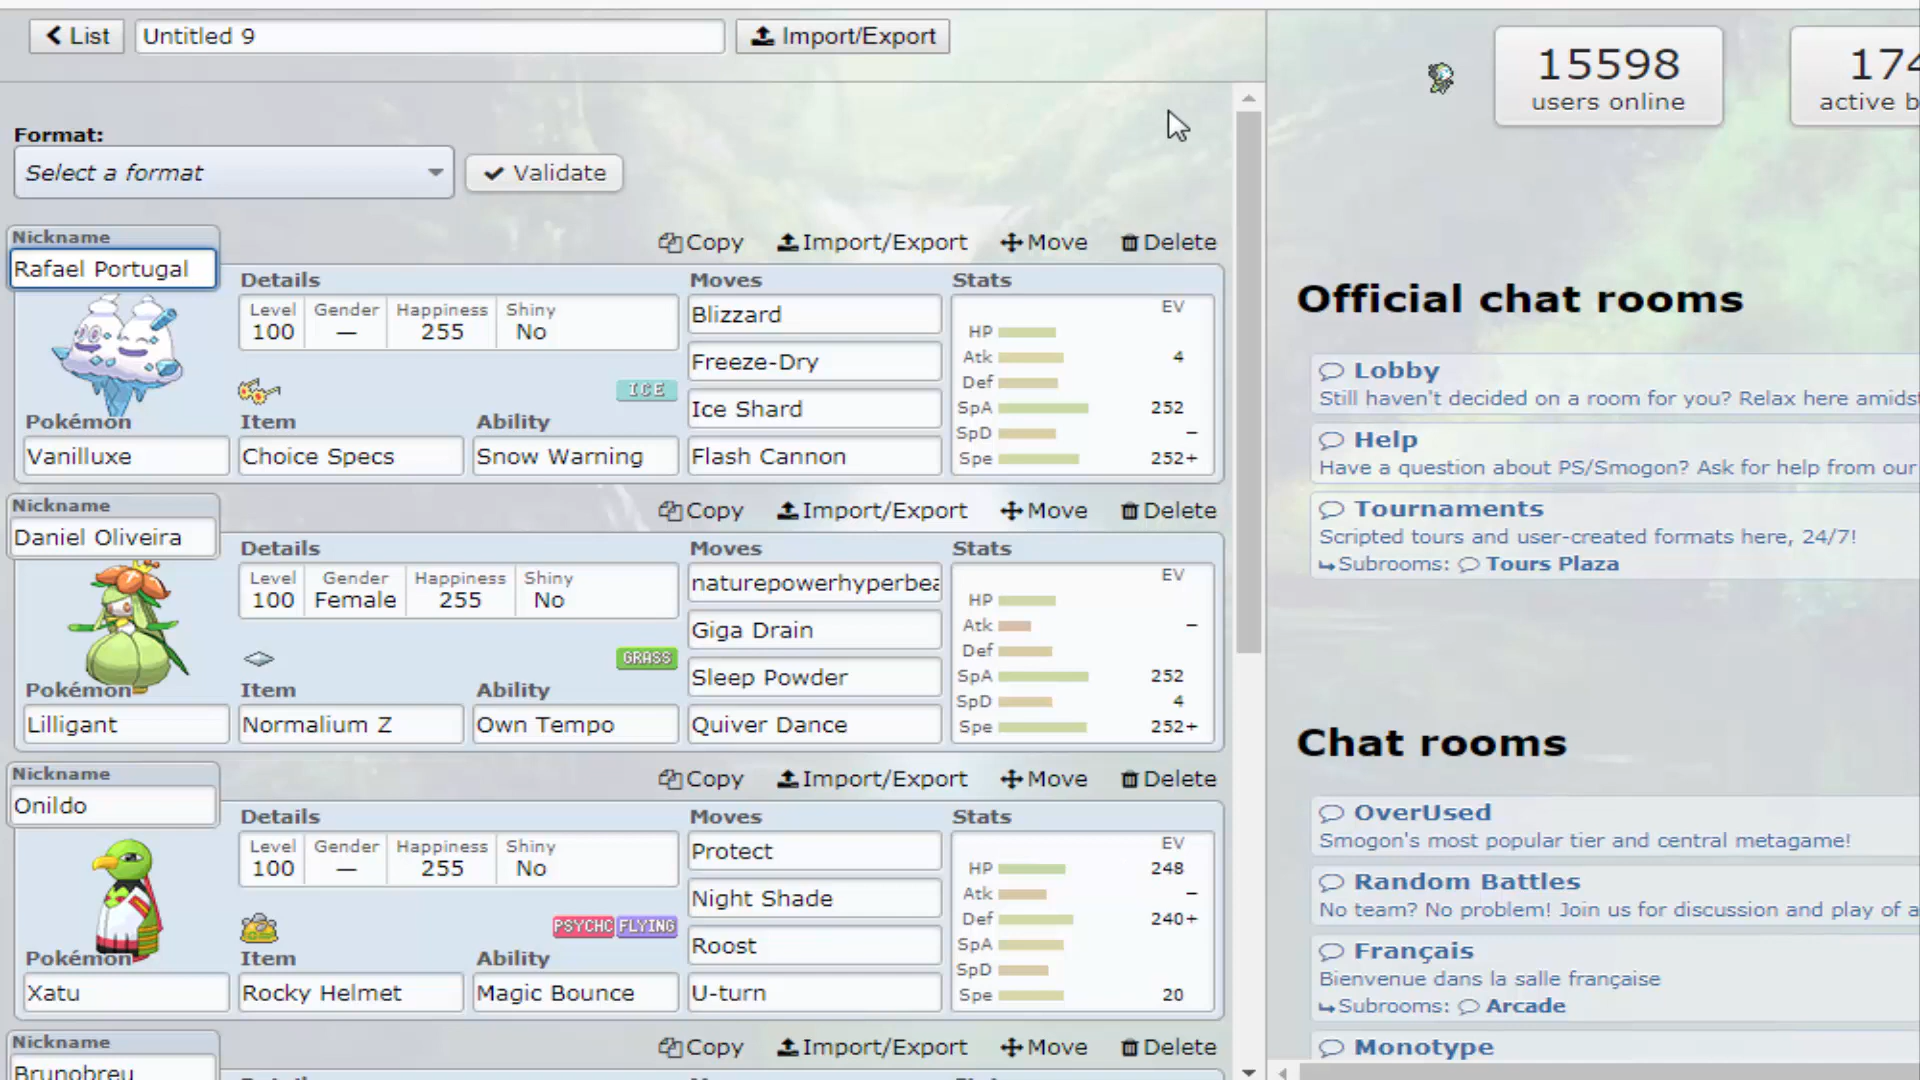 List
Untitled 9
Import/Export
15598
users online
174
active b
Format:
Select a format
Validate
Nickname
Rafael Portugal
Copy Import/Export Move Delete
Details
Level Gender Happiness Shiny
100 — 255 No
ICE
Pokémon Item Ability
Vanilluxe Choice Specs Snow Warning
Moves
Blizzard
Freeze-Dry
Ice Shard
Flash Cannon
Stats
EV
HP
Atk 4
Def
SpA 252
SpD –
Spe 252+
Nickname
Daniel Oliveira
Copy Import/Export Move Delete
Details
Level Gender Happiness Shiny
100 Female 255 No
GRASS
Pokémon Item Ability
Lilligant Normalium Z Own Tempo
Moves
naturepowerhyperbea
Giga Drain
Sleep Powder
Quiver Dance
Stats
EV
HP
Atk –
Def
SpA 252
SpD 4
Spe 252+
Nickname
Onildo
Copy Import/Export Move Delete
Details
Level Gender Happiness Shiny
100 — 255 No
PSYCHC FLYING
Pokémon Item Ability
Xatu Rocky Helmet Magic Bounce
Moves
Protect
Night Shade
Roost
U-turn
Stats
EV
HP 248
Atk –
Def 240+
SpA
SpD
Spe 20
Nickname
Brunobreu
Copy Import/Export Move Delete
Details Moves Stats
Official chat rooms
Lobby
Still haven't decided on a room for you? Relax here amidst
Help
Have a question about PS/Smogon? Ask for help from our
Tournaments
Scripted tours and user-created formats here, 24/7!
Subrooms: Tours Plaza
Chat rooms
OverUsed
Smogon's most popular tier and central metagame!
Random Battles
No team? No problem! Join us for discussion and play of a
Français
Bienvenue dans la salle française
Subrooms: Arcade
Monotype